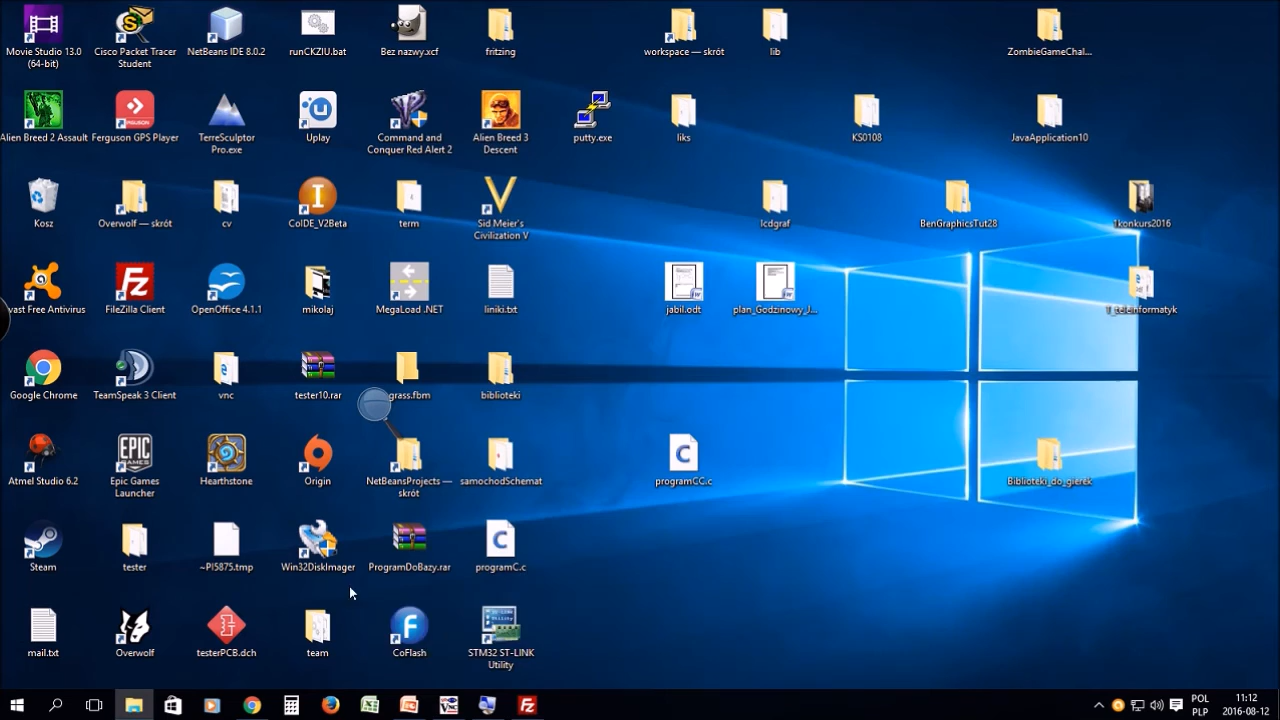 Movie Studio 13.0
(64-bit)
Cisco Packet Tracer
Student
NetBeans IDE 8.0.2
runCKZIU.bat
Bez nazwy.xcf
fritzing
workspace — skrót
lib
ZombieGameChal...
Alien Breed 2 Assault
FERGUSON
Ferguson GPS Player
TerreSculptor
Pro.exe
Uplay
Command and
Conquer Red Alert 2
Alien Breed 3
Descent
putty.exe
liks
KS0108
JavaApplication10
Kosz
Overwolf — skrót
cv
CoIDE_V2Beta
term
Sid Meier's
Civilization V
lcdgraf
BenGraphicsTut28
1konkurs2016
vast Free Antivirus
FileZilla Client
OpenOffice 4.1.1
mikolaj
MegaLoad .NET
liniki.txt
jabil.odt
plan_Godzinowy_J...
T_teleinformatyk
Google Chrome
TeamSpeak 3 Client
vnc
tester10.rar
grass.fbm
biblioteki
Atmel Studio 6.2
EPIC
GAMES
Epic Games
Launcher
Hearthstone
Origin
NetBeansProjects —
skrót
samochodSchemat
C
programCC.c
Biblioteki_do_gierek
Steam
tester
~PI5875.tmp
Win32DiskImager
ProgramDoBazy.rar
C
programC.c
mail.txt
Overwolf
testerPCB.dch
team
CoFlash
STM32 ST-LINK
Utility
POL
PLP
11:12
2016-08-12